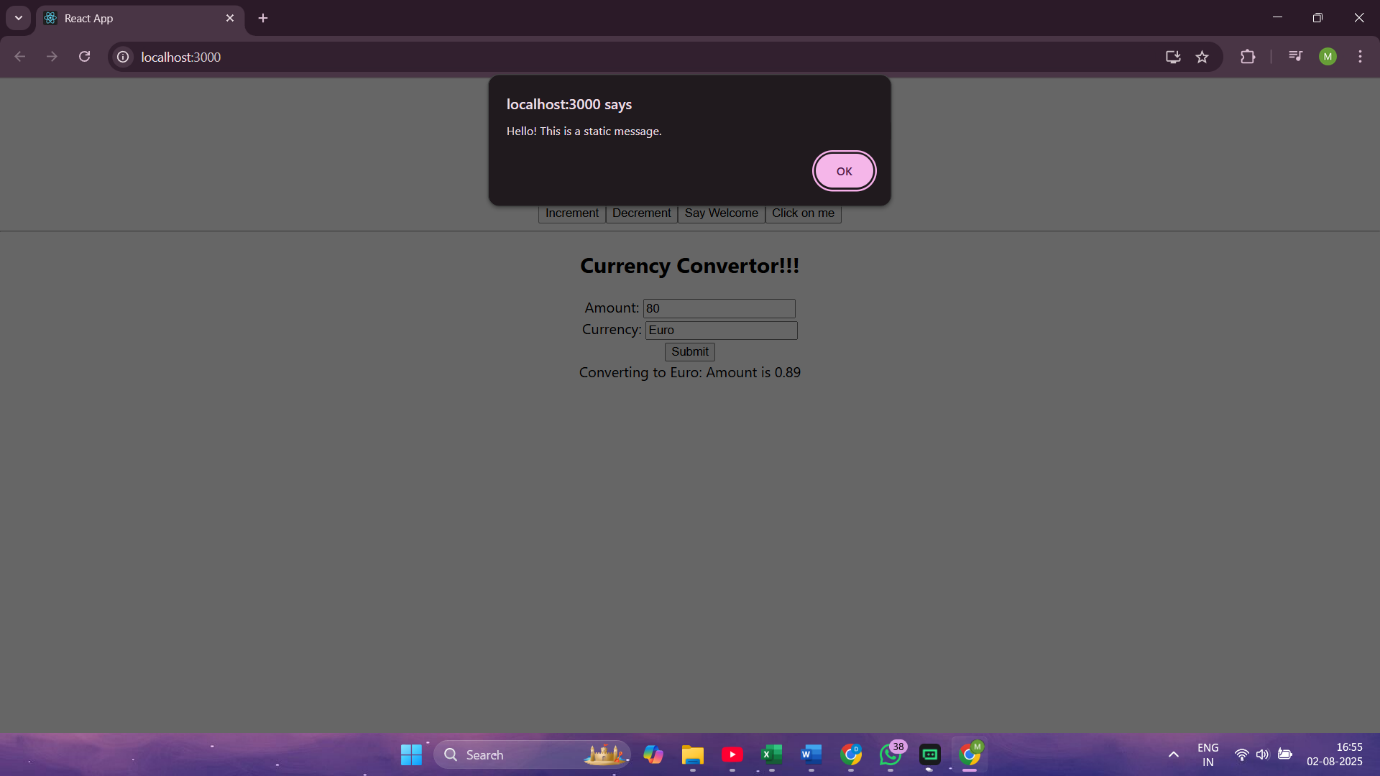 React App
localhost:3000
M
localhost:3000 says
Hello! This is a static message.
OK
Increment Decrement Say Welcome Click on me
Currency Convertor!!!
Amount: 80
Currency: Euro
Submit
Converting to Euro: Amount is 0.89
Search
38
M
ENG
IN
16:55
02-08-2025